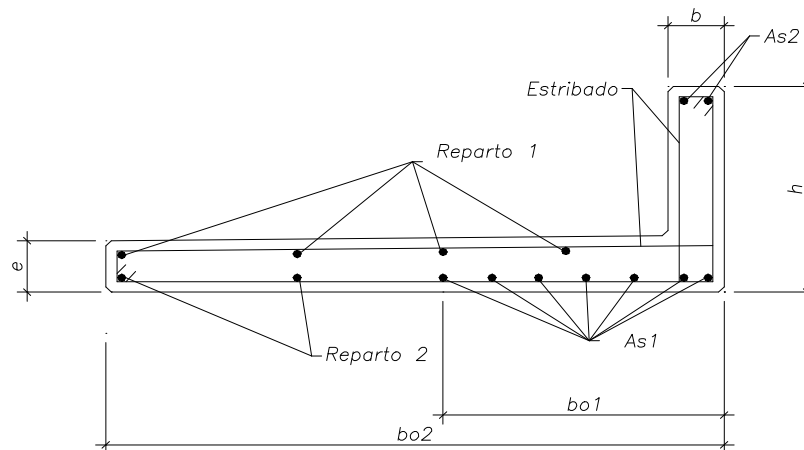 b
As2
Estribado
Reparto 1
h
e
Reparto 2
As1
bo1
bo2